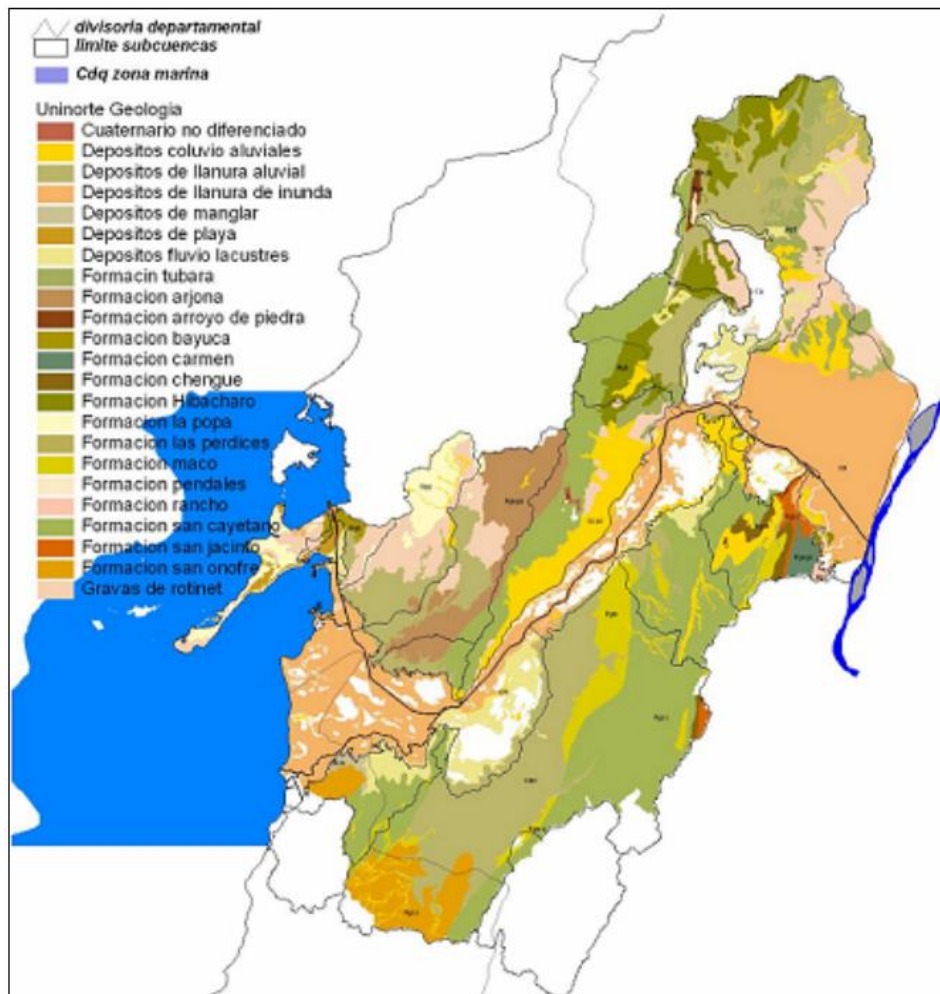 divisoria departamental
limite subcuencas
Cdq zona marina
Uninorte Geologia
Cuaternario no diferenciado
Depositos coluvio aluviales
Depositos de llanura aluvial
Depositos de llanura de inunda
Depositos de manglar
Depositos de playa
Depositos fluvio lacustres
Formacin tubara
Formacion arjona
Formacion arroyo de piedra
Formacion bayuca
Formacion carmen
Formacion chengue
Formacion Hibacharo
Formacion la popa
Formacion las perdices
Formacion maco
Formacion pendales
Formacion rancho
Formacion san cayetano
Formacion san jacinto
Formacion san onofre
Gravas de rotinet